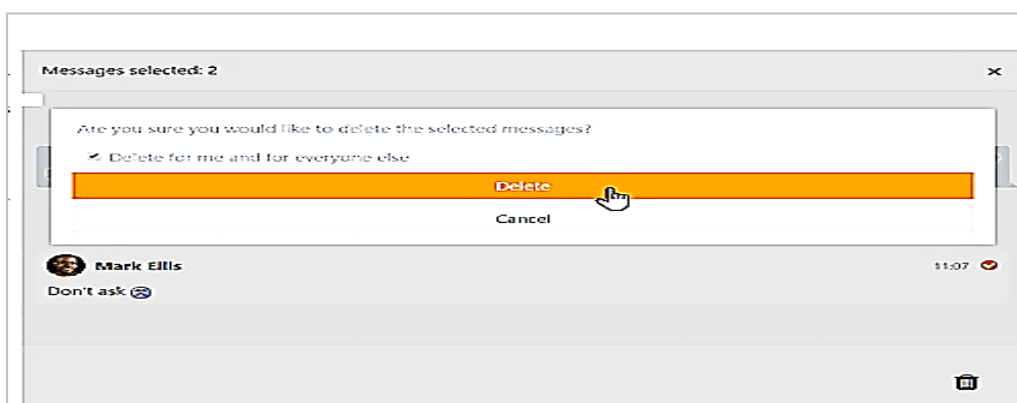 Messages selected: 2
Are you sure you would like to delete the selected messages?
Delete for me and for everyone else
Delete
Cancel
Mark Ellis 11:07
Don't ask